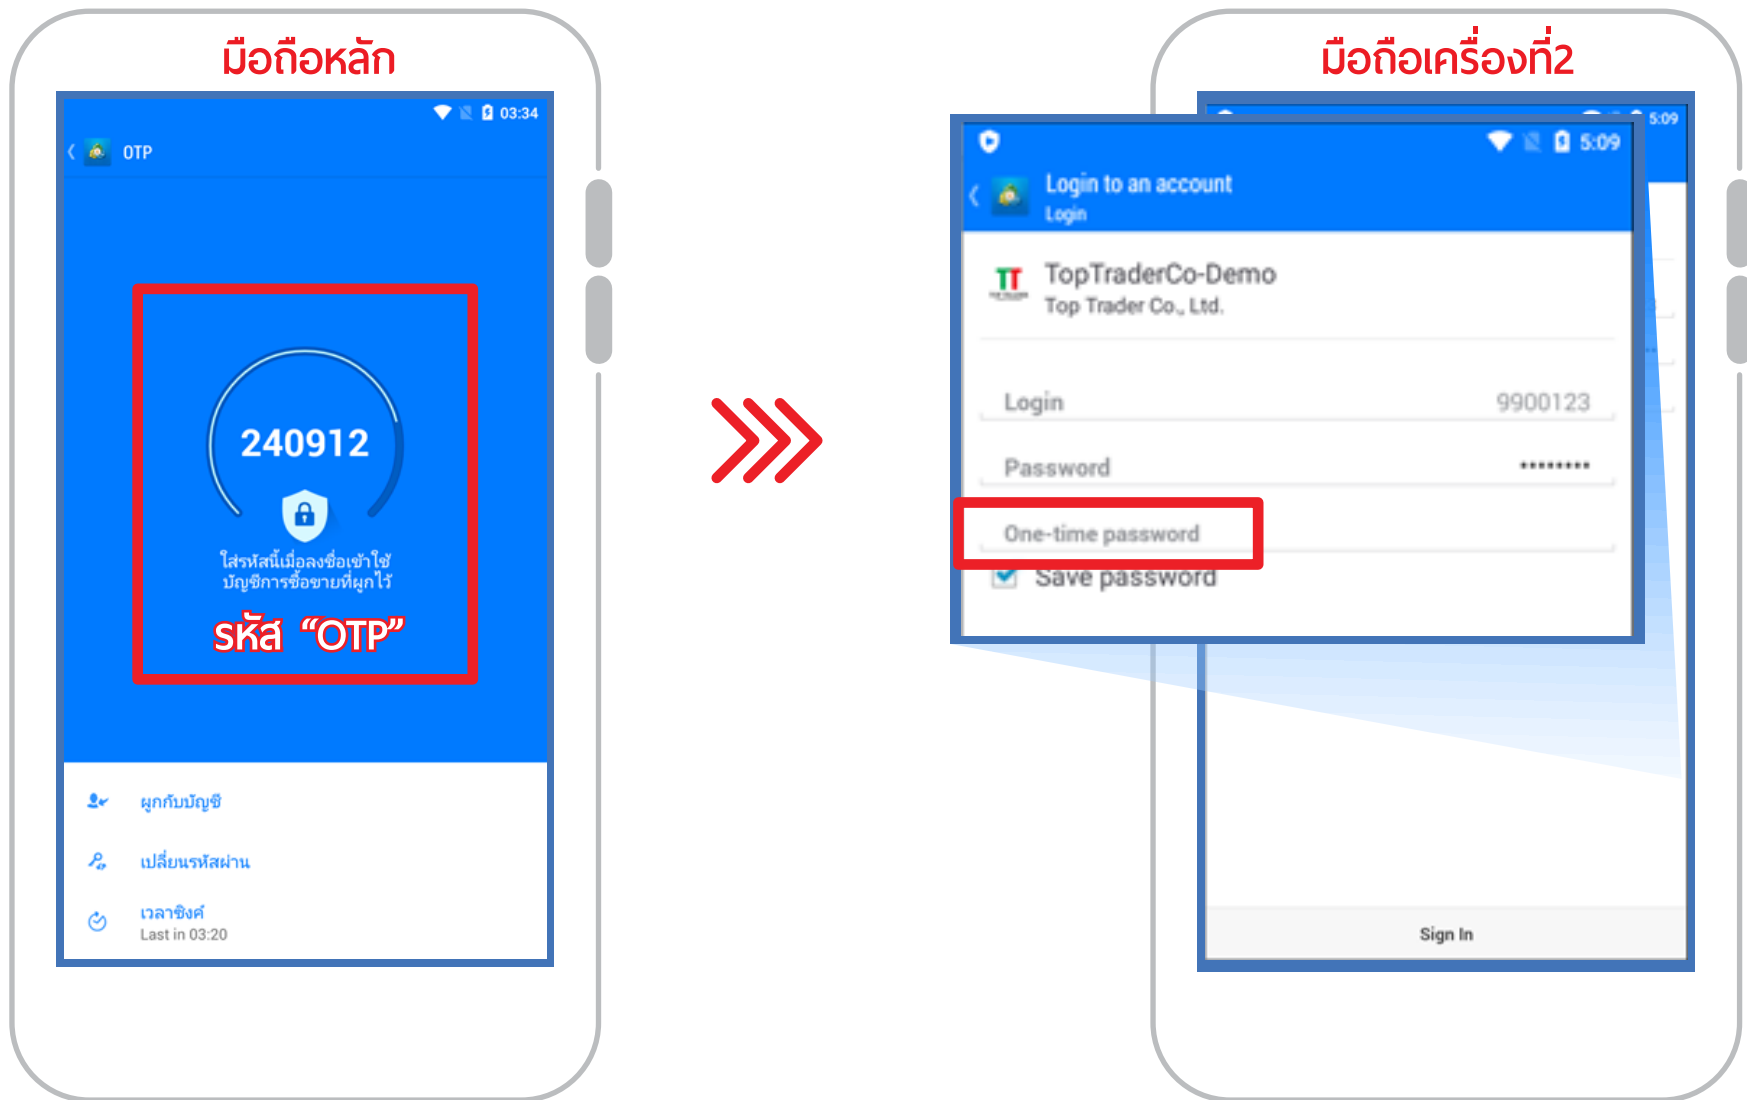 มือถือหลัก
03:34
OTP
240912
ใส่รหัสนี้เมื่อลงชื่อเข้าใช้
บัญชีการซื้อขายที่ผูกไว้
รหัส “OTP”
ผูกกับบัญชี
เปลี่ยนรหัสผ่าน
เวลาซิงค์
Last in 03:20
มือถือเครื่องที่2
5:09
5:09
Login to an account
Login
TT
TopTraderCo-Demo
Top Trader Co., Ltd.
Login 9900123
Password ••••••••
One-time password
Save password
Sign In